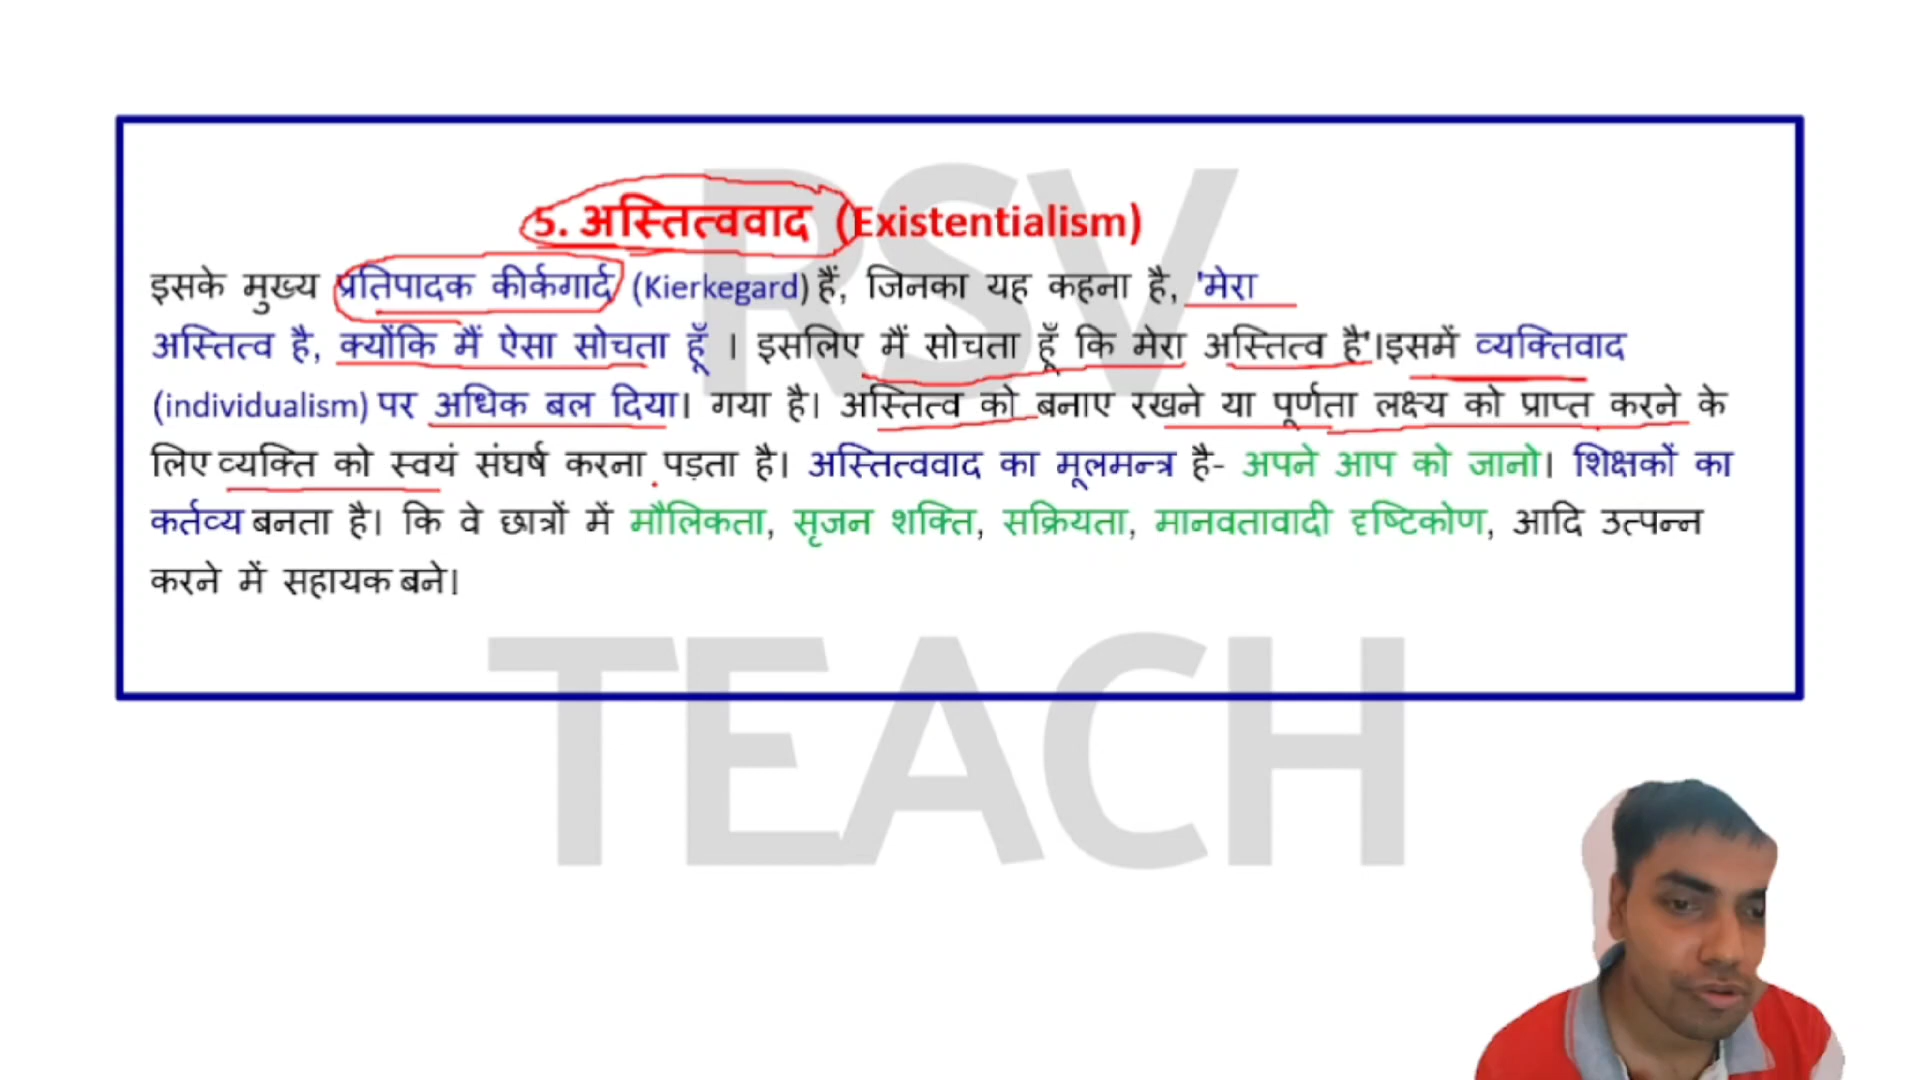 RSV
5. अस्तित्ववाद (Existentialism)
इसके मुख्य प्रतिपादक कीर्कगार्द (Kierkegard) हैं, जिनका यह कहना है, 'मेरा
अस्तित्व है, क्योंकि मैं ऐसा सोचता हूँ । इसलिए मैं सोचता हूँ कि मेरा अस्तित्व है'।इसमें व्यक्तिवाद
(individualism) पर अधिक बल दिया। गया है। अस्तित्व को बनाए रखने या पूर्णता लक्ष्य को प्राप्त करने के
लिए व्यक्ति को स्वयं संघर्ष करना पड़ता है। अस्तित्ववाद का मूलमन्त्र है- अपने आप को जानो। शिक्षकों का
कर्तव्य बनता है। कि वे छात्रों में मौलिकता, सृजन शक्ति, सक्रियता, मानवतावादी दृष्टिकोण, आदि उत्पन्न
करने में सहायक बने।
TEACH